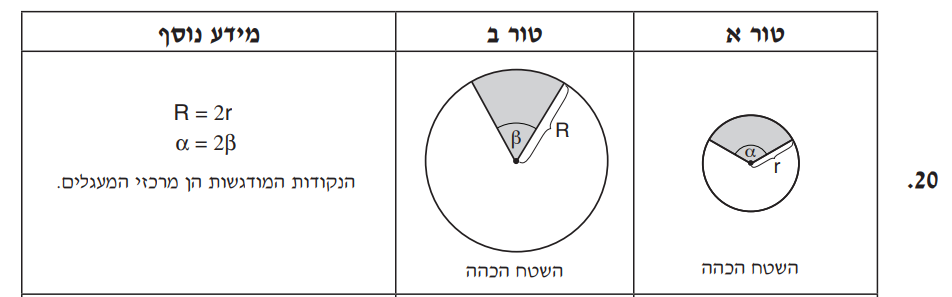 טור א
טור ב
מידע נוסף
20.
α
r
השטח הכהה
β
R
השטח הכהה
R = 2r
α = 2β
הנקודות המודגשות הן מרכזי המעגלים.